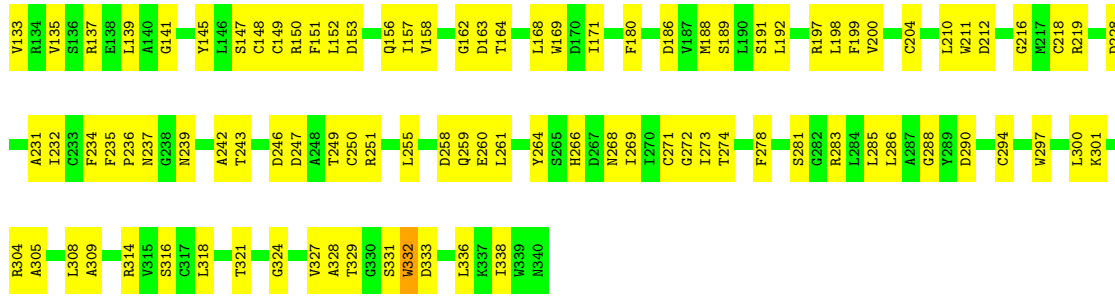 V133 R134 V135 S136 R137 E138 L139 A140 G141 Y145 L146 S147 C148 C149 R150 F151 L152 D153 Q156 I157 V158 G162 D163 T164 L168 W169 D170 I171 F180 D186 V187 M188 S189 L190 S191 L192 R197 L198 F199 V200 C204 L210 W211 D212 G216 M217 C218 R219
A231 I232 C233 F234 F235 P236 N237 G238 N239 A242 T243 D246 D247 A248 T249 C250 R251 L255 D258 Q259 E260 L261 Y264 S265 H266 D267 N268 I269 I270 C271 G272 I273 T274 F278 S281 G282 R283 L284 L285 L286 A287 G288 Y289 D290 C294 W297 L300 K301
R304 A305 L308 A309 R314 V315 S316 C317 L318 T321 G324 V327 A328 T329 G330 S331 W332 D333 L336 K337 I338 W339 N340